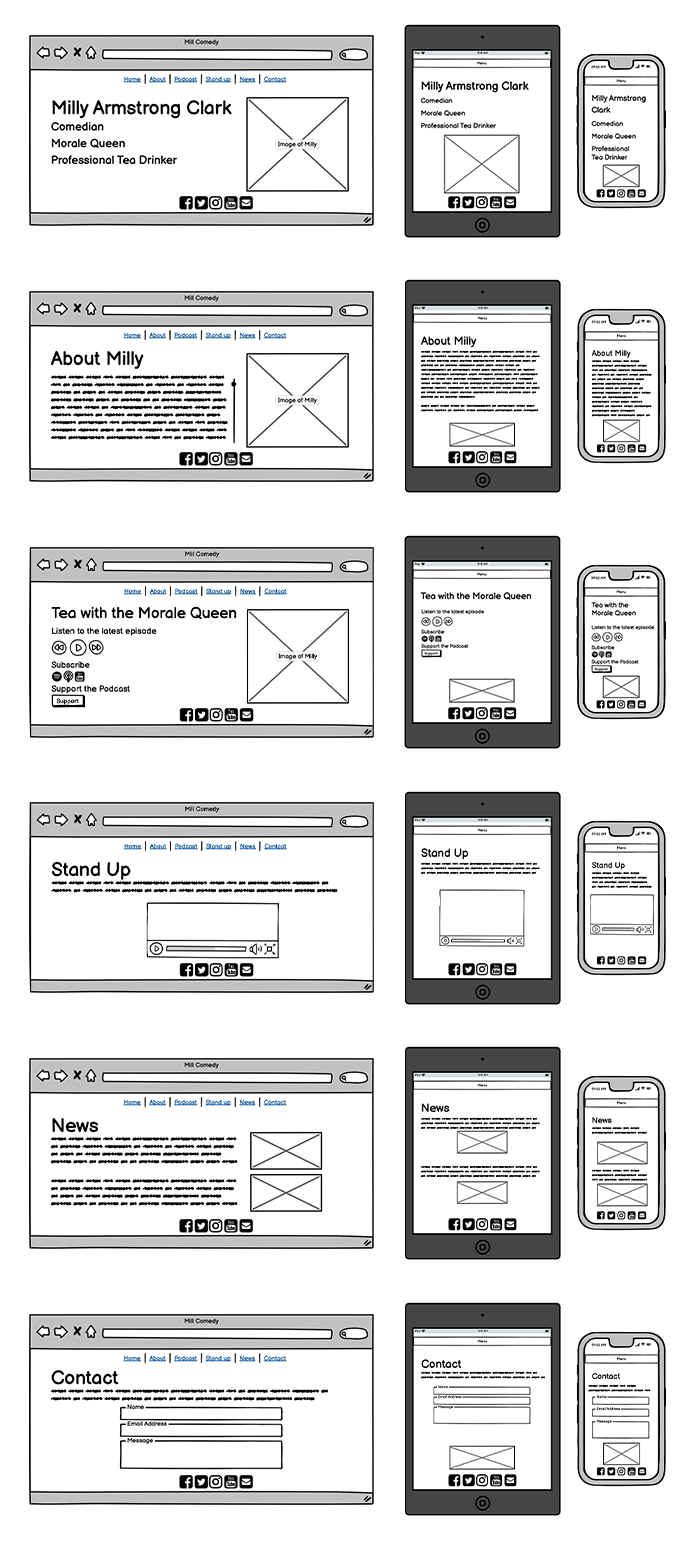 Mill Comedy
Home | About | Podcast | Stand up | News | Contact
Milly Armstrong Clark
Comedian
Morale Queen
Professional Tea Drinker
Image of Milly
Menu
Milly Armstrong Clark
Comedian
Morale Queen
Professional Tea Drinker
Menu
Milly Armstrong
Clark
Comedian
Morale Queen
Professional
Tea Drinker
Mill Comedy
Home | About | Podcast | Stand up | News | Contact
About Milly
Image of Milly
Menu
About Milly
Menu
About Milly
Mill Comedy
Home | About | Podcast | Stand up | News | Contact
Tea with the Morale Queen
Listen to the latest episode
Subscribe
Support the Podcast
Support
Image of Milly
Menu
Tea with the Morale Queen
Listen to the latest episode
Subscribe
Support the Podcast
Support
Menu
Tea with the
Morale Queen
Listen to the latest episode
Subscribe
Support the Podcast
Support
Mill Comedy
Home | About | Podcast | Stand up | News | Contact
Stand Up
Menu
Stand Up
Menu
Stand Up
Mill Comedy
Home | About | Podcast | Stand up | News | Contact
News
Menu
News
Menu
News
Mill Comedy
Home | About | Podcast | Stand up | News | Contact
Contact
Name
Email Address
Message
Menu
Contact
Name
Email Address
Message
Menu
Contact
Name
Email Address
Message